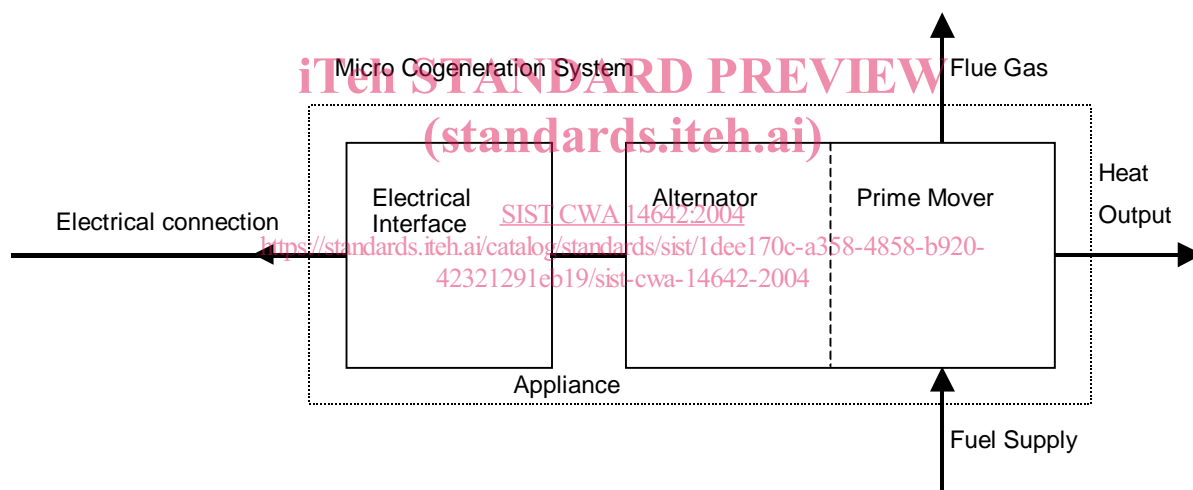 Micro Cogeneration System
iTeh STANDARD PREVIEW
Flue Gas
(standards.iteh.ai)
Heat
Output
Electrical
Interface
Alternator
Prime Mover
SIST CWA 14642:2004
Electrical connection
https://standards.iteh.ai/catalog/standards/sist/1dee170c-a358-4858-b920-
42321291eb19/sist-cwa-14642-2004
Appliance
Fuel Supply